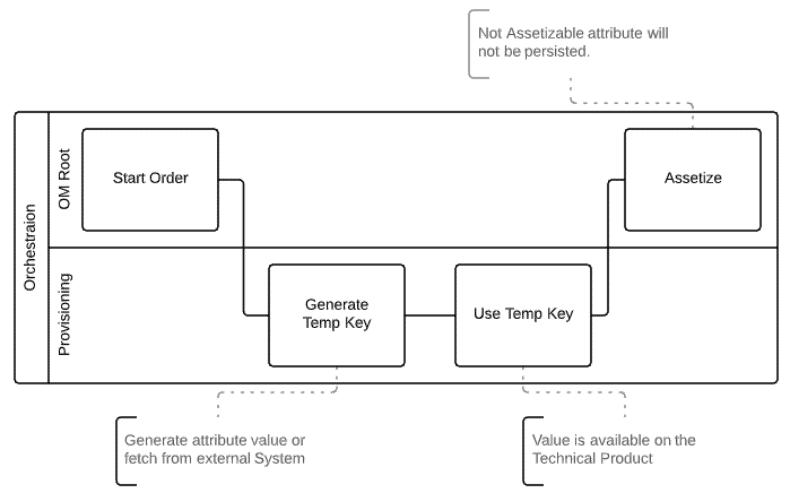 Not Assetizable attribute will
not be persisted.
Orchestraion
OM Root
Start Order
Assetize
Provisioning
Generate
Temp Key
Use Temp Key
Generate attribute value or
fetch from external System
Value is available on the
Technical Product